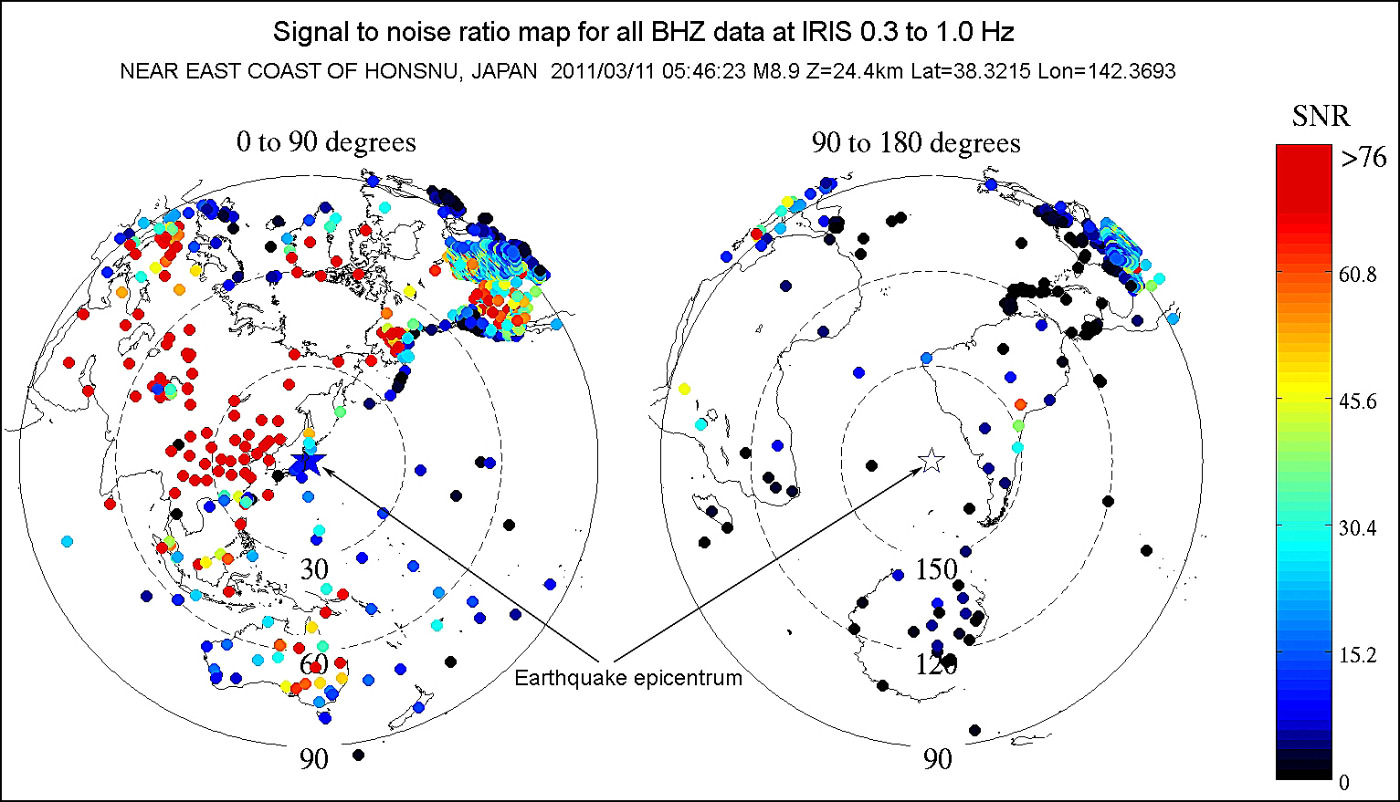 Signal to noise ratio map for all BHZ data at IRIS 0.3 to 1.0 Hz
NEAR EAST COAST OF HONSNU, JAPAN 2011/03/11 05:46:23 M8.9 Z=24.4km Lat=38.3215 Lon=142.3693
0 to 90 degrees
90 to 180 degrees
SNR
>76
60.8
45.6
30.4
15.2
0
30
60
90
150
120
90
Earthquake epicentrum